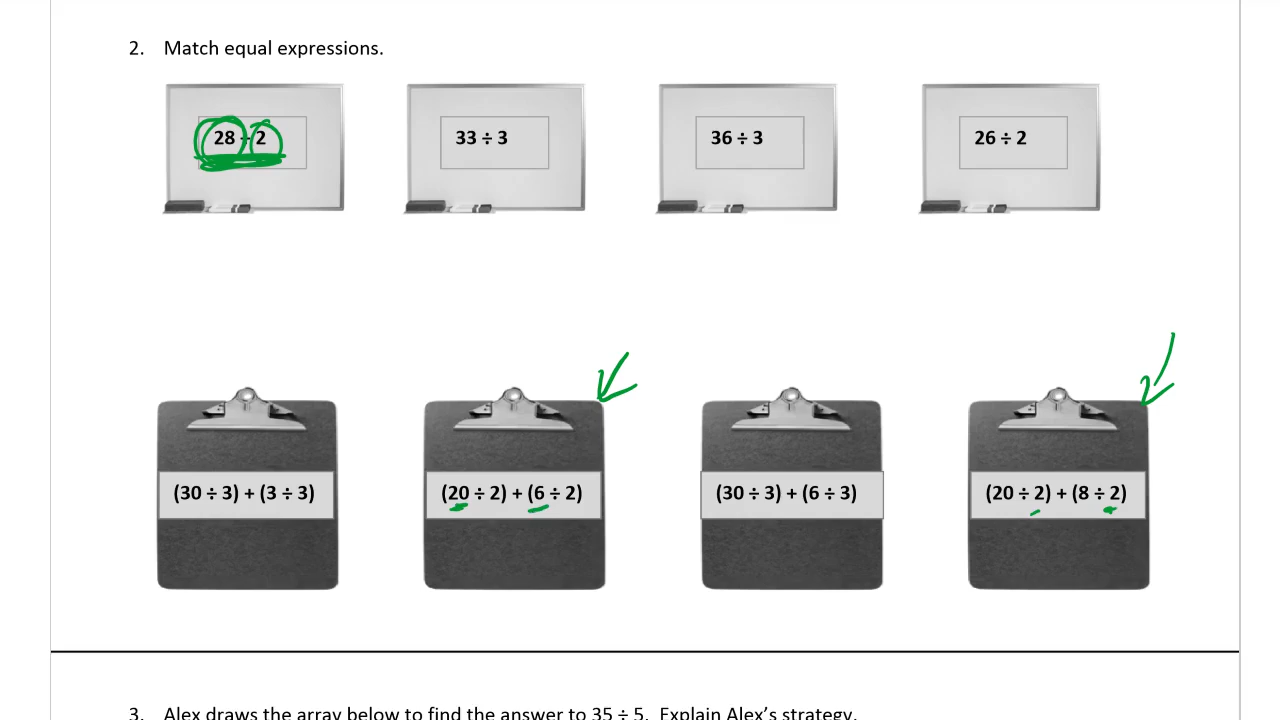 2. Match equal expressions.
28 ÷ 2
33 ÷ 3
36 ÷ 3
26 ÷ 2
(30 ÷ 3) + (3 ÷ 3)
(20 ÷ 2) + (6 ÷ 2)
(30 ÷ 3) + (6 ÷ 3)
(20 ÷ 2) + (8 ÷ 2)
3. Alex draws the array below to find the answer to 35 ÷ 5. Explain Alex's strategy.